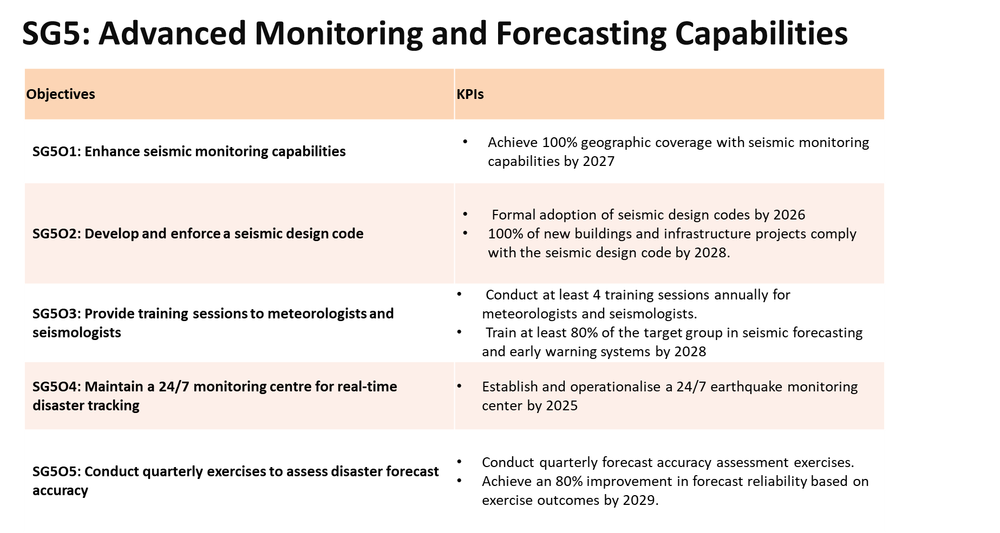 SG5: Advanced Monitoring and Forecasting Capabilities
Objectives
KPIs
SG5O1: Enhance seismic monitoring capabilities
• Achieve 100% geographic coverage with seismic monitoring
capabilities by 2027
SG5O2: Develop and enforce a seismic design code
• Formal adoption of seismic design codes by 2026
• 100% of new buildings and infrastructure projects comply
with the seismic design code by 2028.
SG5O3: Provide training sessions to meteorologists and
seismologists
• Conduct at least 4 training sessions annually for
meteorologists and seismologists.
• Train at least 80% of the target group in seismic forecasting
and early warning systems by 2028
SG5O4: Maintain a 24/7 monitoring centre for real-time
disaster tracking
• Establish and operationalise a 24/7 earthquake monitoring
center by 2025
SG5O5: Conduct quarterly exercises to assess disaster forecast
accuracy
• Conduct quarterly forecast accuracy assessment exercises.
• Achieve an 80% improvement in forecast reliability based on
exercise outcomes by 2029.